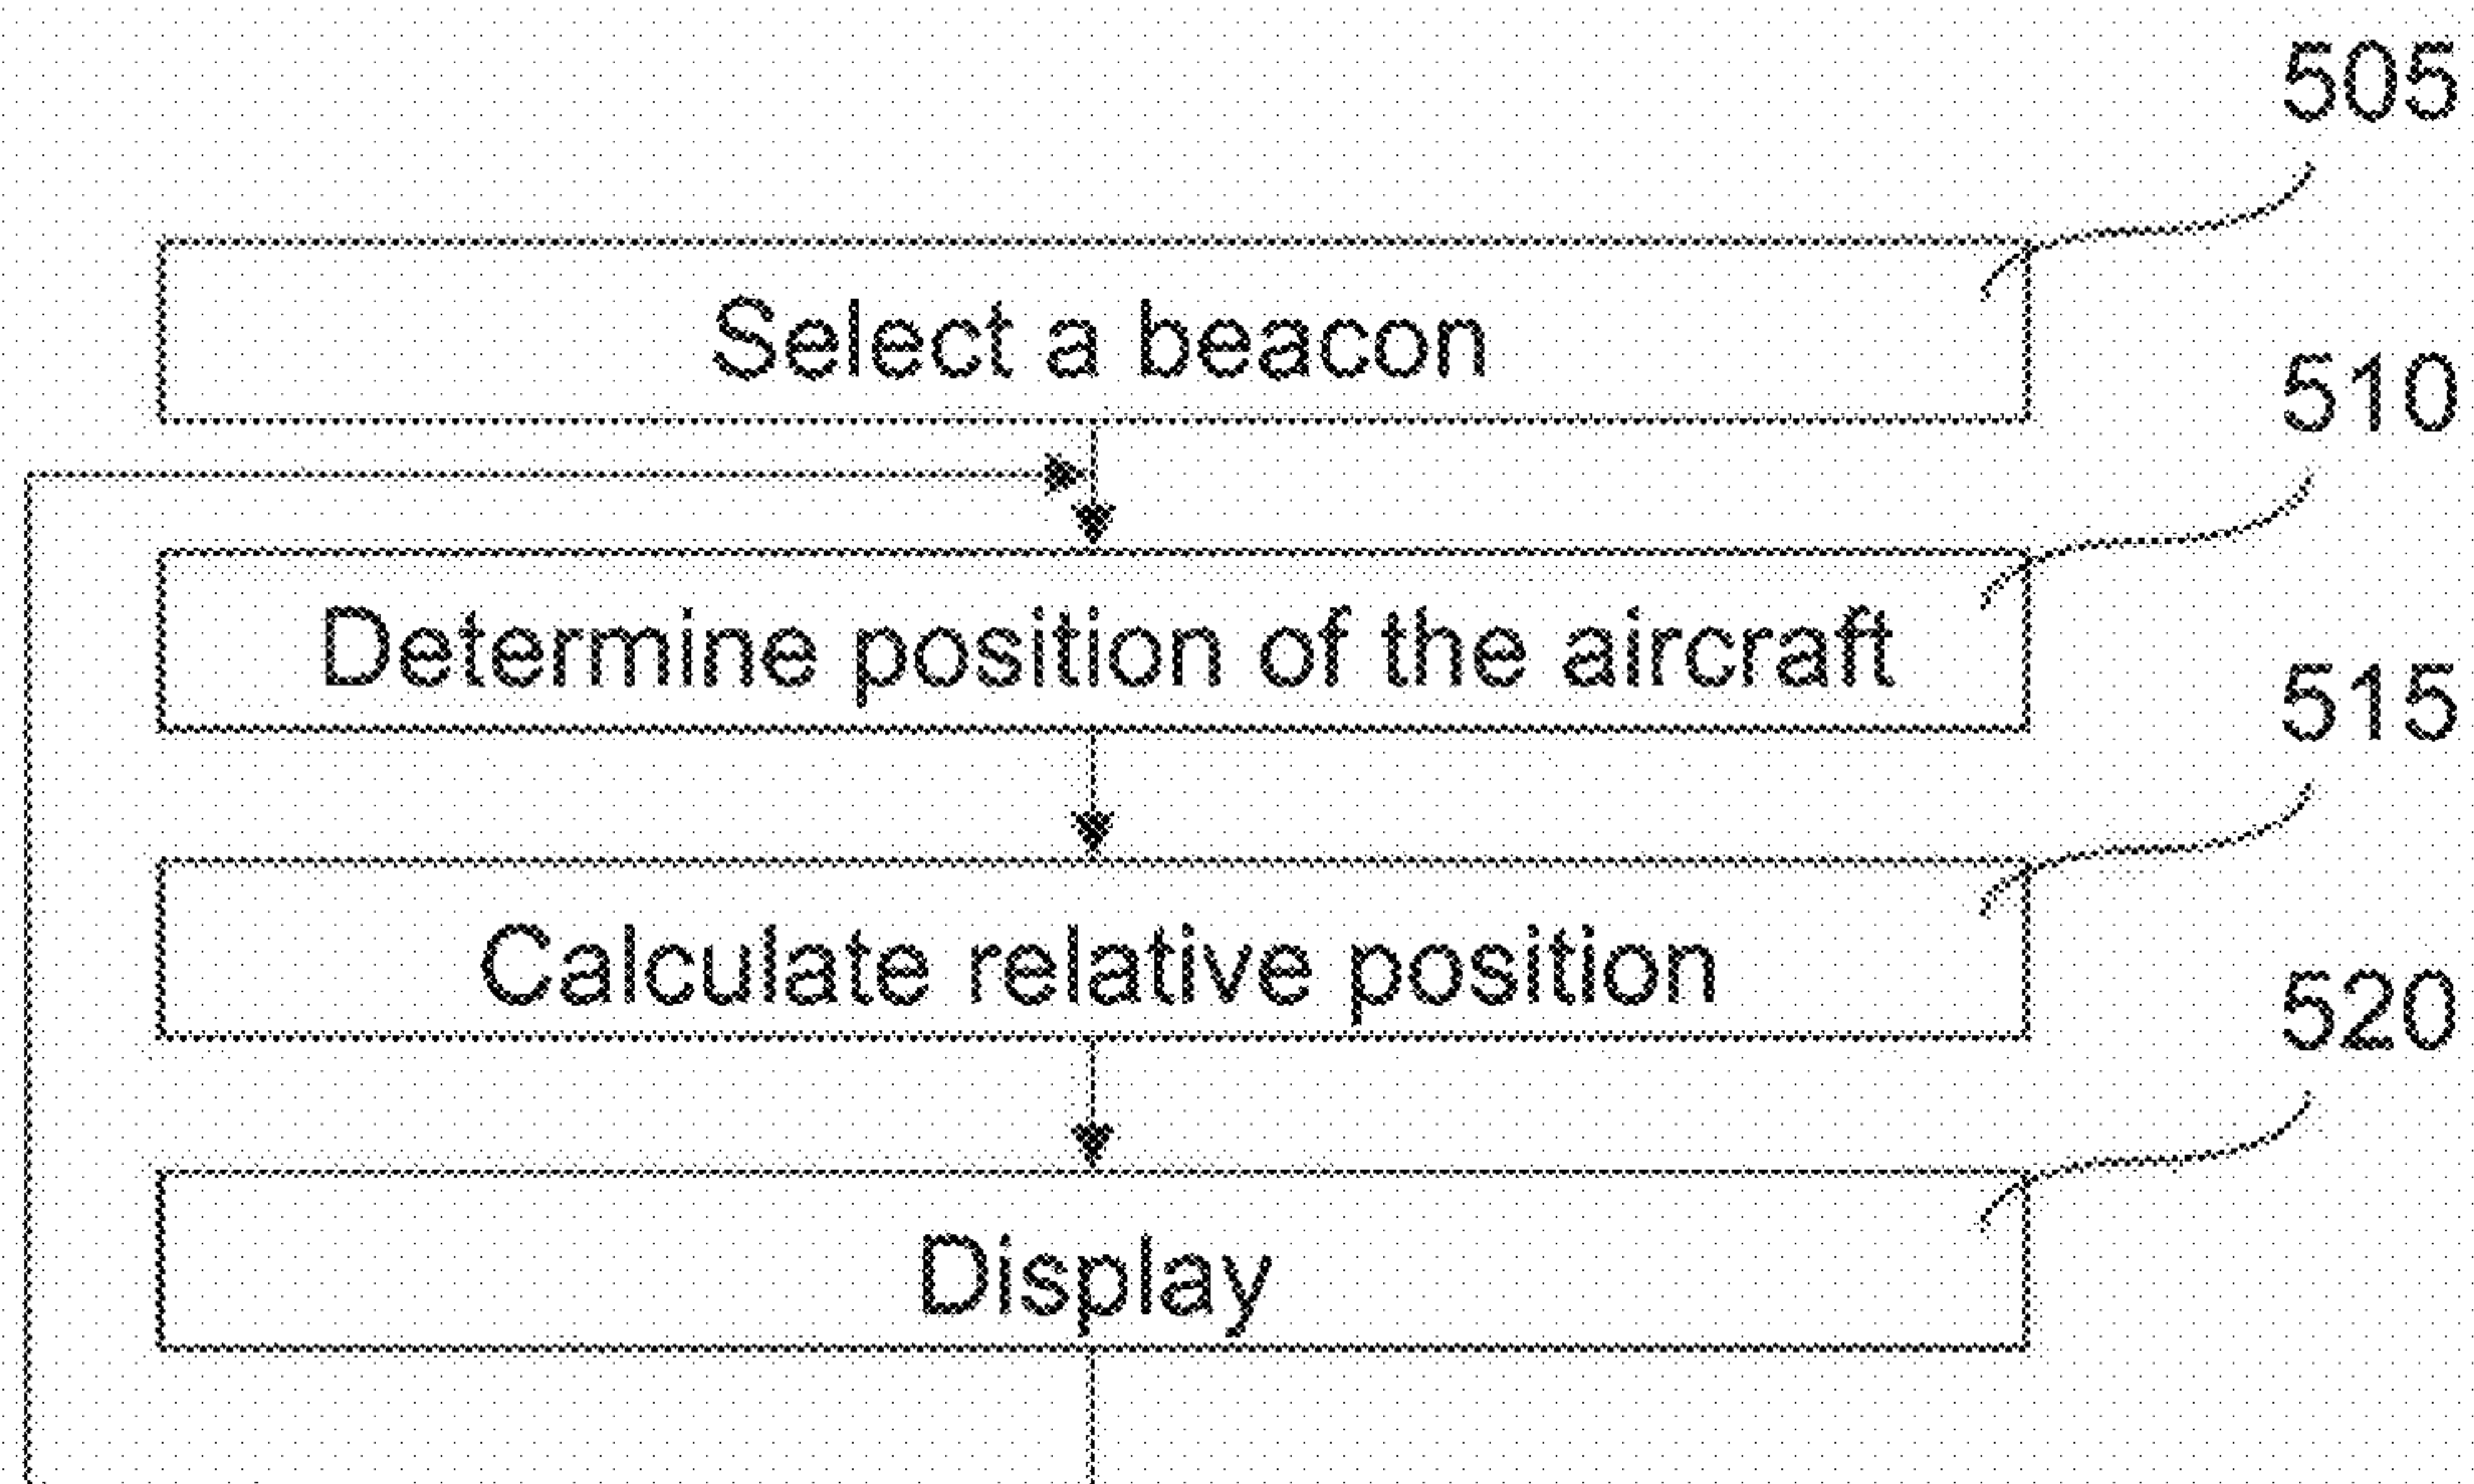 505
Select a beacon
510
Determine position of the aircraft
515
Calculate relative position
520
Display